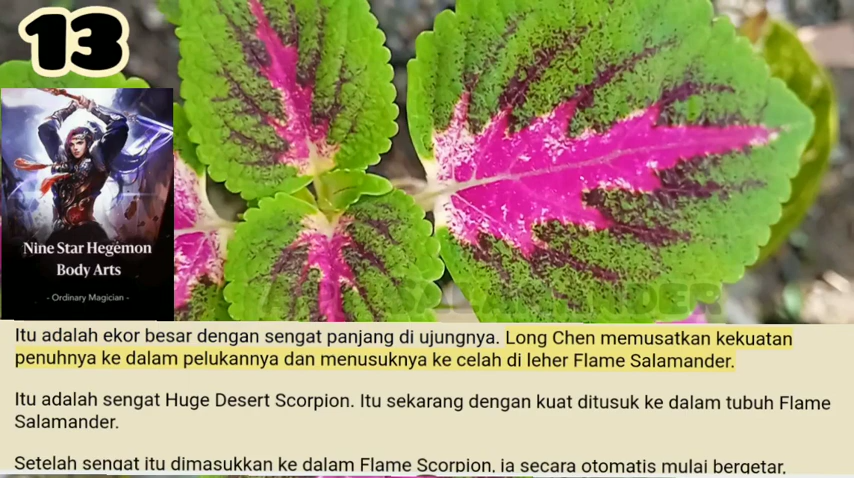 13
Nine Star Hegemon
Body Arts
- Ordinary Magician -
Itu adalah ekor besar dengan sengat panjang di ujungnya. Long Chen memusatkan kekuatan
penuhnya ke dalam pelukannya dan menusuknya ke celah di leher Flame Salamander.
Itu adalah sengat Huge Desert Scorpion. Itu sekarang dengan kuat ditusuk ke dalam tubuh Flame
Salamander.
Setelah sengat itu dimasukkan ke dalam Flame Scorpion, ia secara otomatis mulai bergetar,